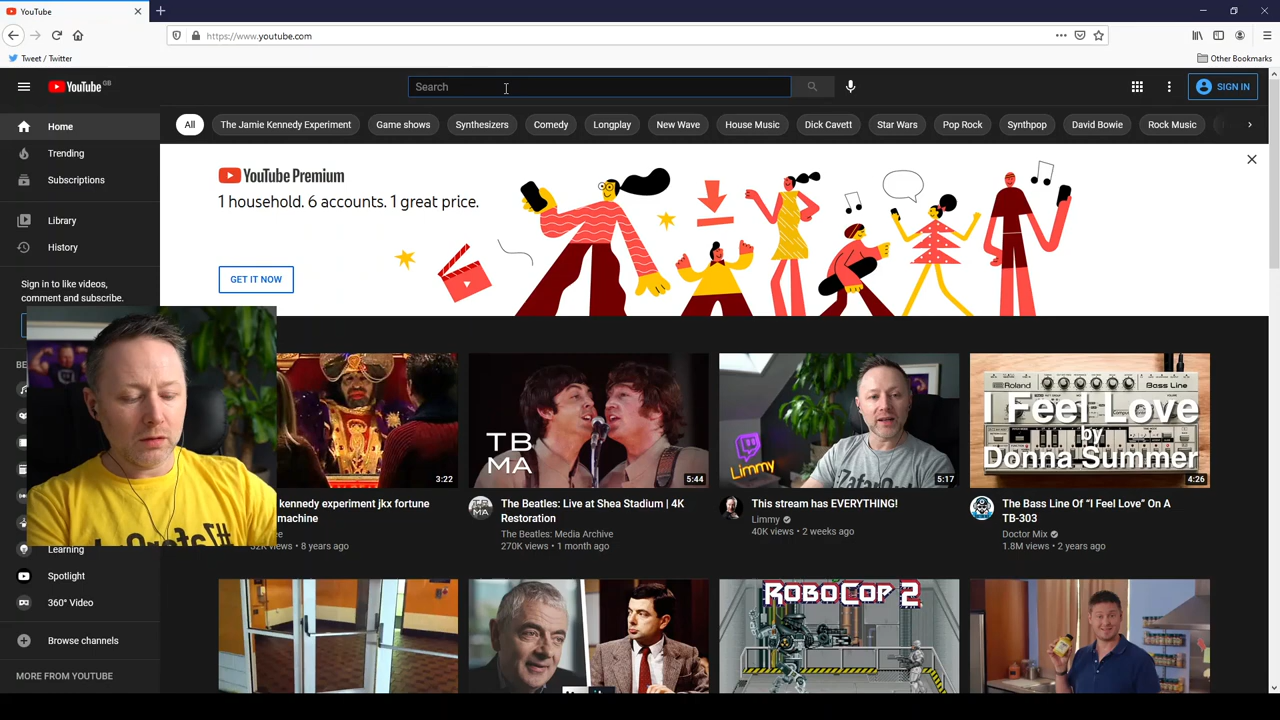 YouTube
https://www.youtube.com
Tweet / Twitter
Other Bookmarks
YouTube GB
Search
SIGN IN
All
The Jamie Kennedy Experiment
Game shows
Synthesizers
Comedy
Longplay
New Wave
House Music
Dick Cavett
Star Wars
Pop Rock
Synthpop
David Bowie
Rock Music
Home
Trending
Subscriptions
Library
History
Sign in to like videos,
comment and subscribe.
BE
YouTube Premium
1 household. 6 accounts. 1 great price.
GET IT NOW
3:22
kennedy experiment jkx fortune
machine
32K views • 8 years ago
TB
MA
5:44
The Beatles: Live at Shea Stadium | 4K
Restoration
The Beatles: Media Archive
270K views • 1 month ago
Limmy
5:17
This stream has EVERYTHING!
Limmy
40K views • 2 weeks ago
Roland
Bass Line
I Feel Love
by
Donna Summer
4:26
The Bass Line Of “I Feel Love” On A
TB-303
Doctor Mix
1.8M views • 2 years ago
Learning
Spotlight
360° Video
Browse channels
MORE FROM YOUTUBE
ROBOCOP 2